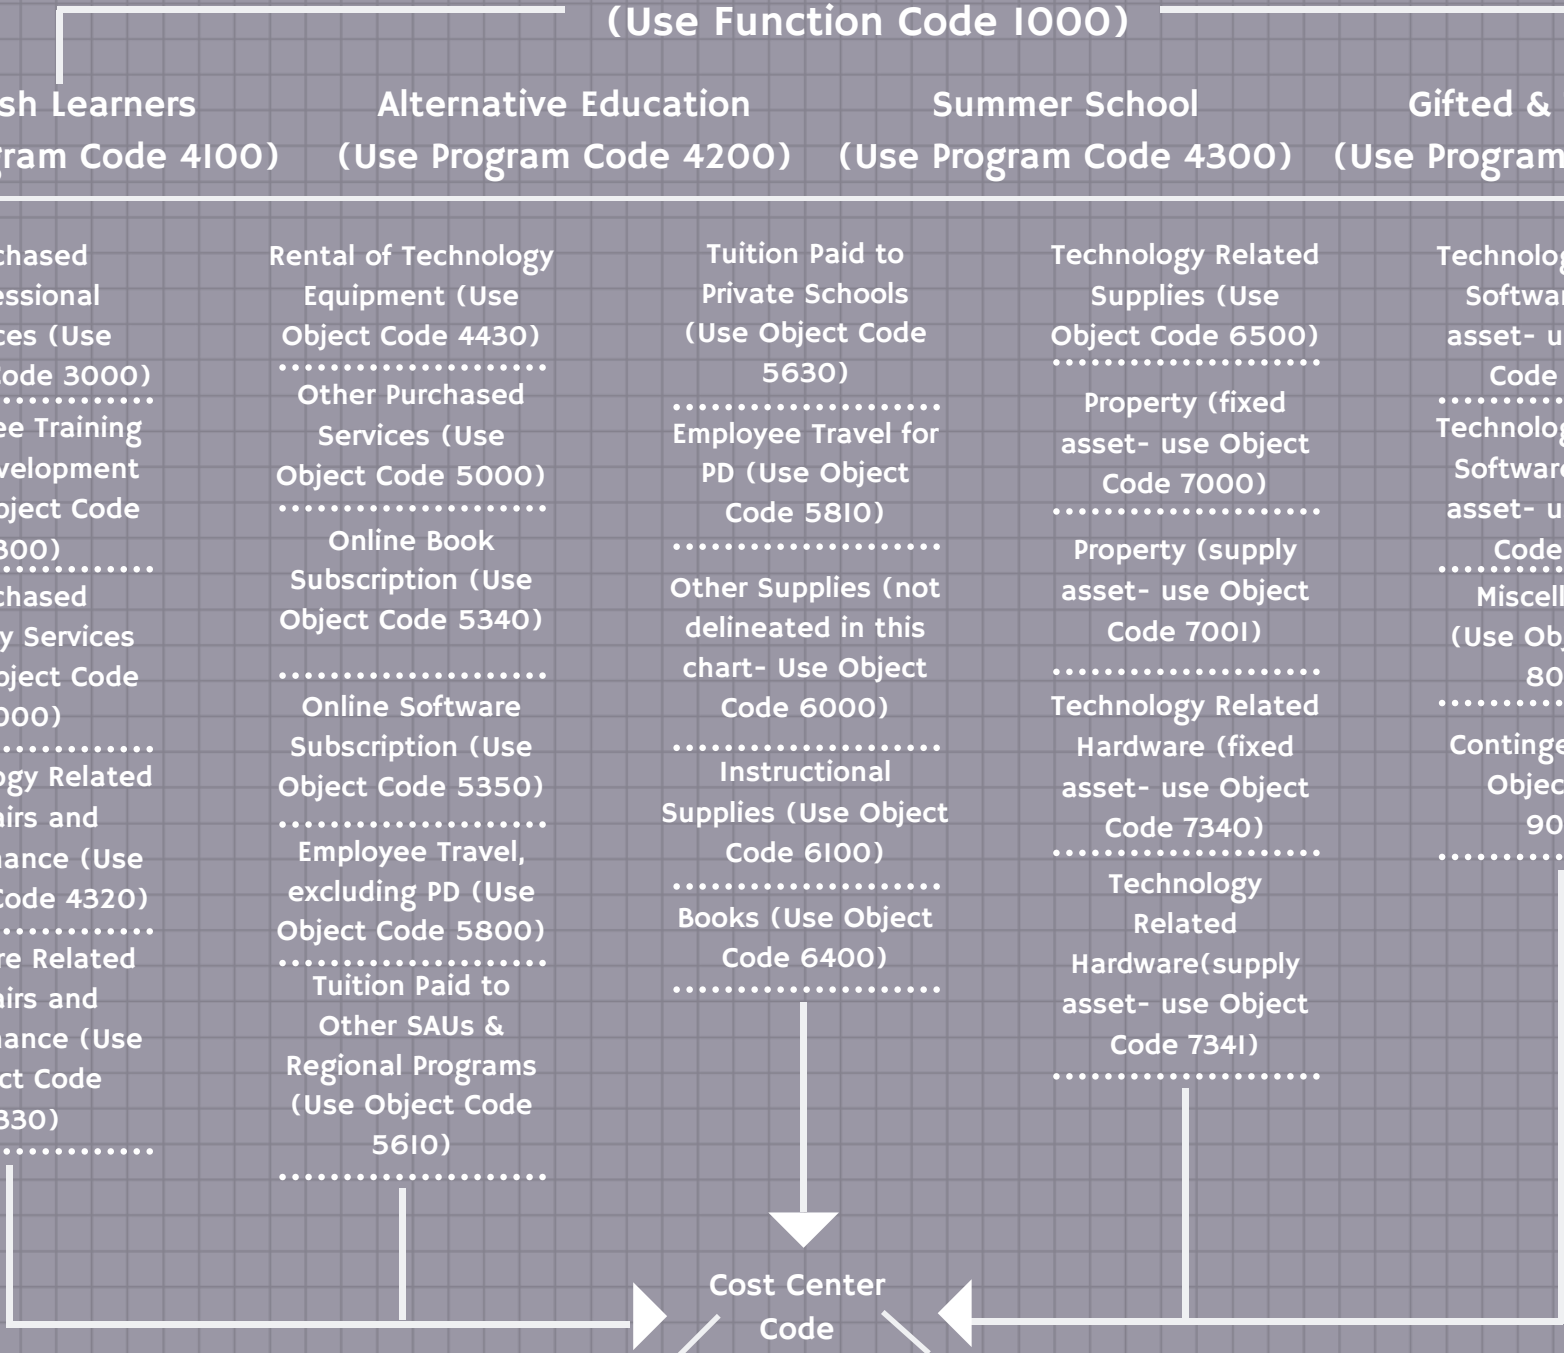 (Use Function Code 1000)
sh Learners
ram Code 4100)
Alternative Education
(Use Program Code 4200)
Summer School
(Use Program Code 4300)
Gifted &
(Use Program
chased
essional
ces (Use
Code 3000)
ee Training
velopment
bject Code
300)
chased
y Services
bject Code
000)
ogy Related
airs and
nance (Use
Code 4320)
re Related
airs and
nance (Use
ct Code
330)
Rental of Technology
Equipment (Use
Object Code 4430)
Other Purchased
Services (Use
Object Code 5000)
Online Book
Subscription (Use
Object Code 5340)
Online Software
Subscription (Use
Object Code 5350)
Employee Travel,
excluding PD (Use
Object Code 5800)
Tuition Paid to
Other SAUs &
Regional Programs
(Use Object Code
5610)
Tuition Paid to
Private Schools
(Use Object Code
5630)
Employee Travel for
PD (Use Object
Code 5810)
Other Supplies (not
delineated in this
chart- Use Object
Code 6000)
Instructional
Supplies (Use Object
Code 6100)
Books (Use Object
Code 6400)
Technology Related
Supplies (Use
Object Code 6500)
Property (fixed
asset- use Object
Code 7000)
Property (supply
asset- use Object
Code 7001)
Technology Related
Hardware (fixed
asset- use Object
Code 7340)
Technology
Related
Hardware(supply
asset- use Object
Code 7341)
Technolog
Softwar
asset- u
Code
Technolog
Software
asset- u
Code
Miscell
(Use Obj
80
Continge
Objec
90
Cost Center
Code